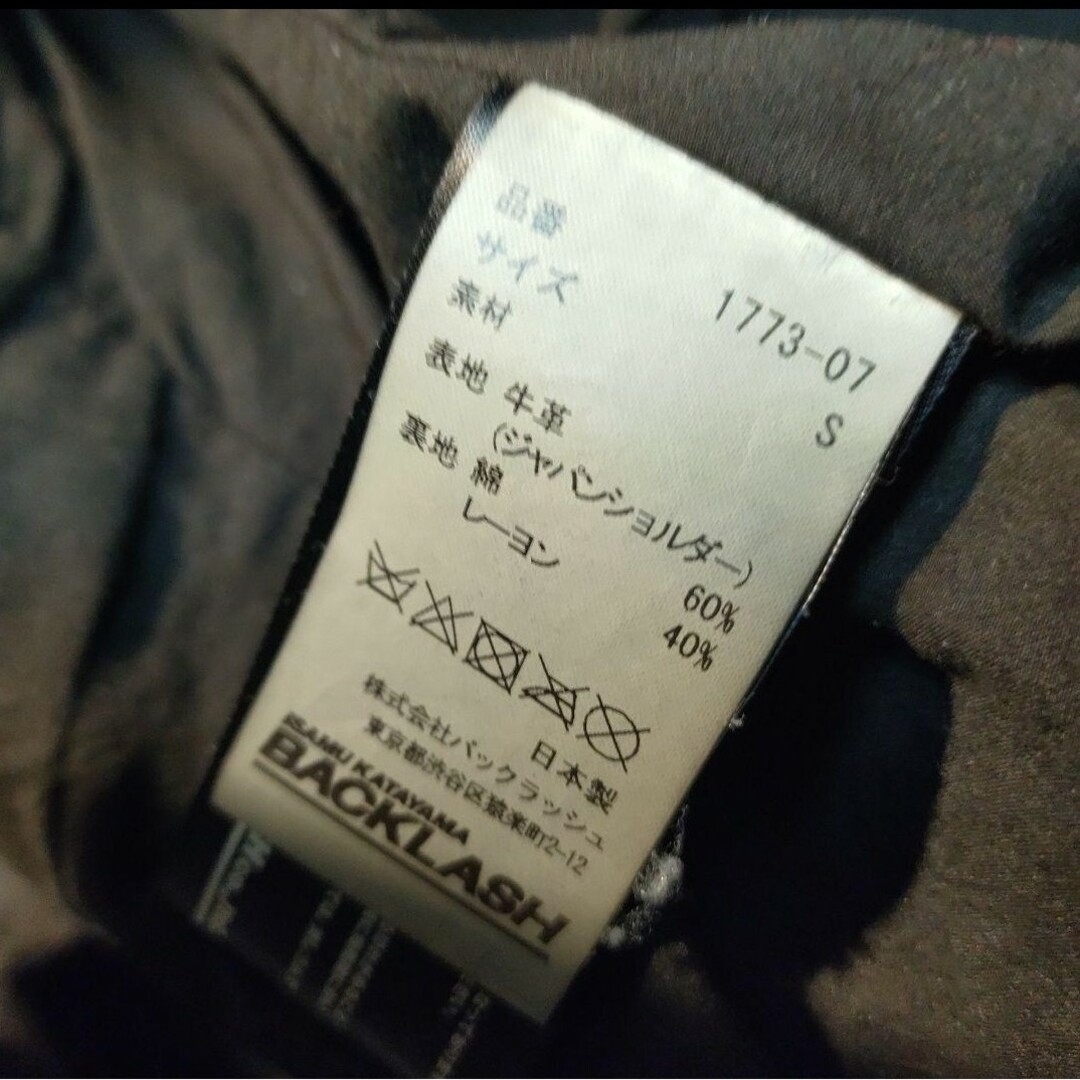 品番 1773-07
サイズ S
素材
表地 牛革
(ジャパンショルダー)
裏地 綿 60%
レーヨン 40%
日本製
株式会社バックラッシュ
東京都渋谷区猿楽町2-12
ISAMU KATAYAMA
BACKLASH